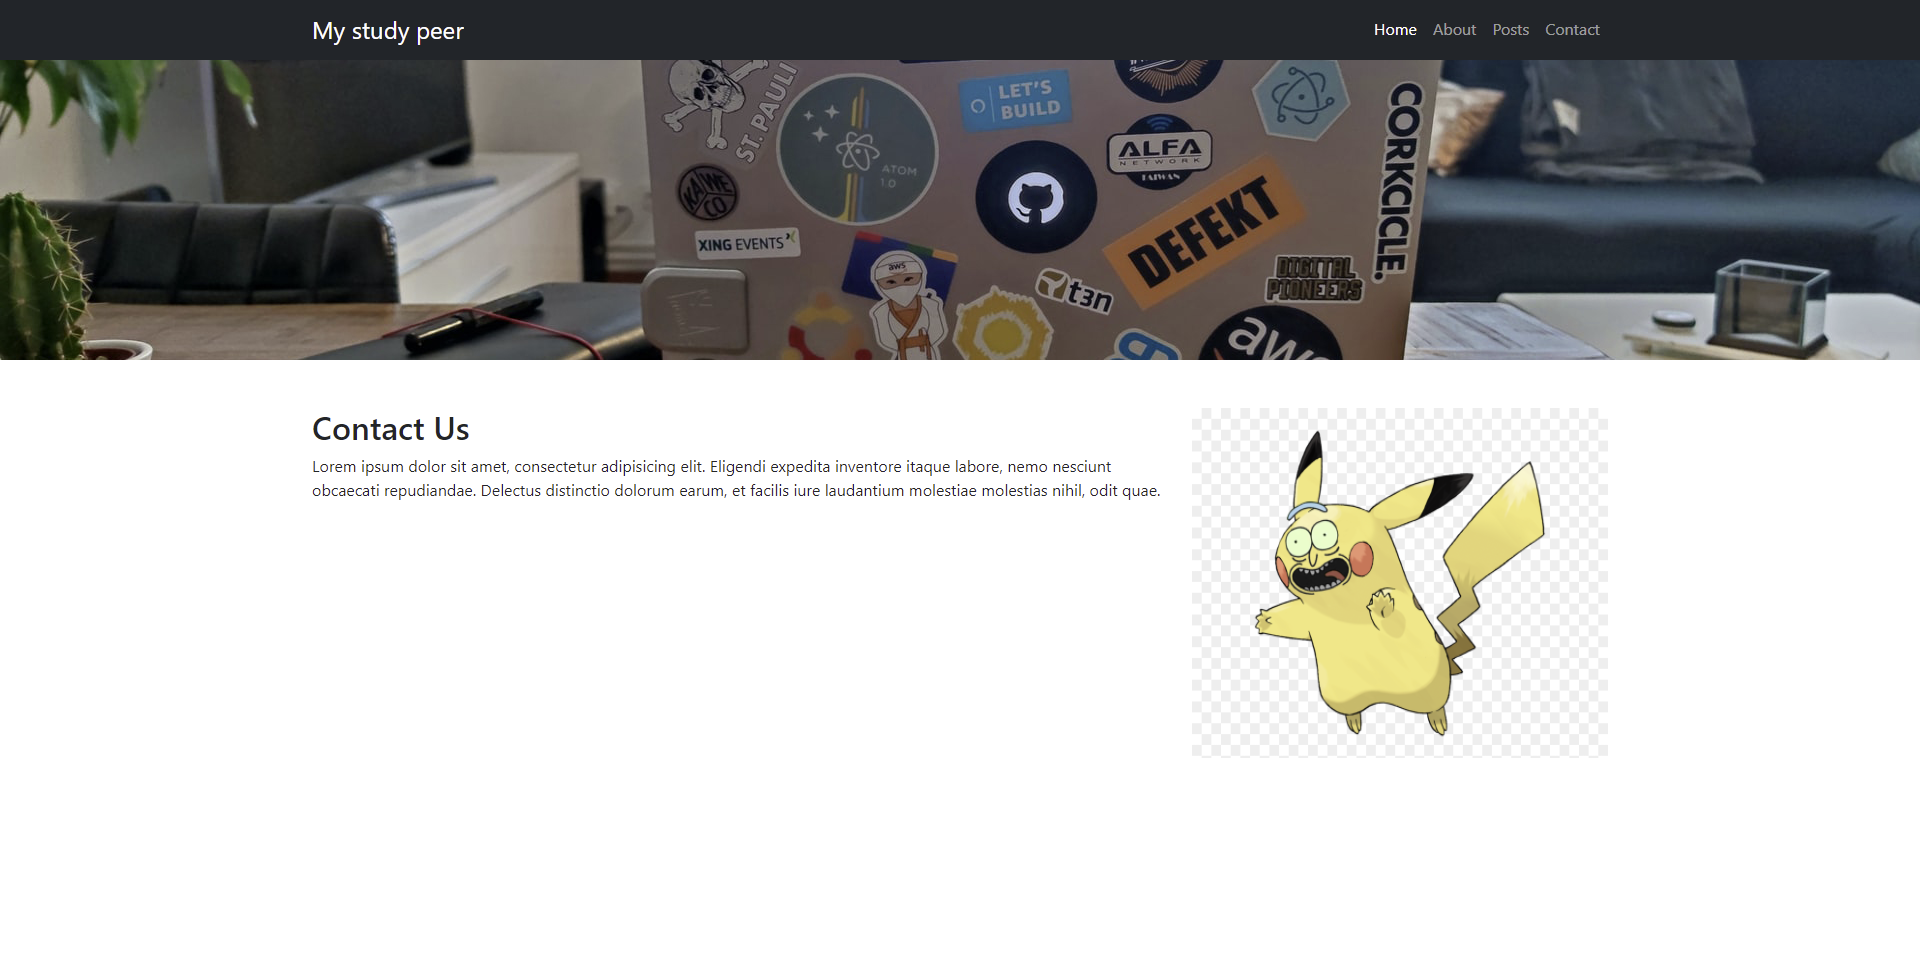 My study peer
Home About Posts Contact
ST. PAULI
LET'S
BUILD
ATOM
1.0
ALFA
NETWORK
TAIWAN
CORKCICLE.
KA WE
CO
DEFEKT
XING EVENTS
aws
t3n
DIGITAL
PIONEERS
aws
Contact Us
Lorem ipsum dolor sit amet, consectetur adipisicing elit. Eligendi expedita inventore itaque labore, nemo nesciunt
obcaecati repudiandae. Delectus distinctio dolorum earum, et facilis iure laudantium molestiae molestias nihil, odit quae.